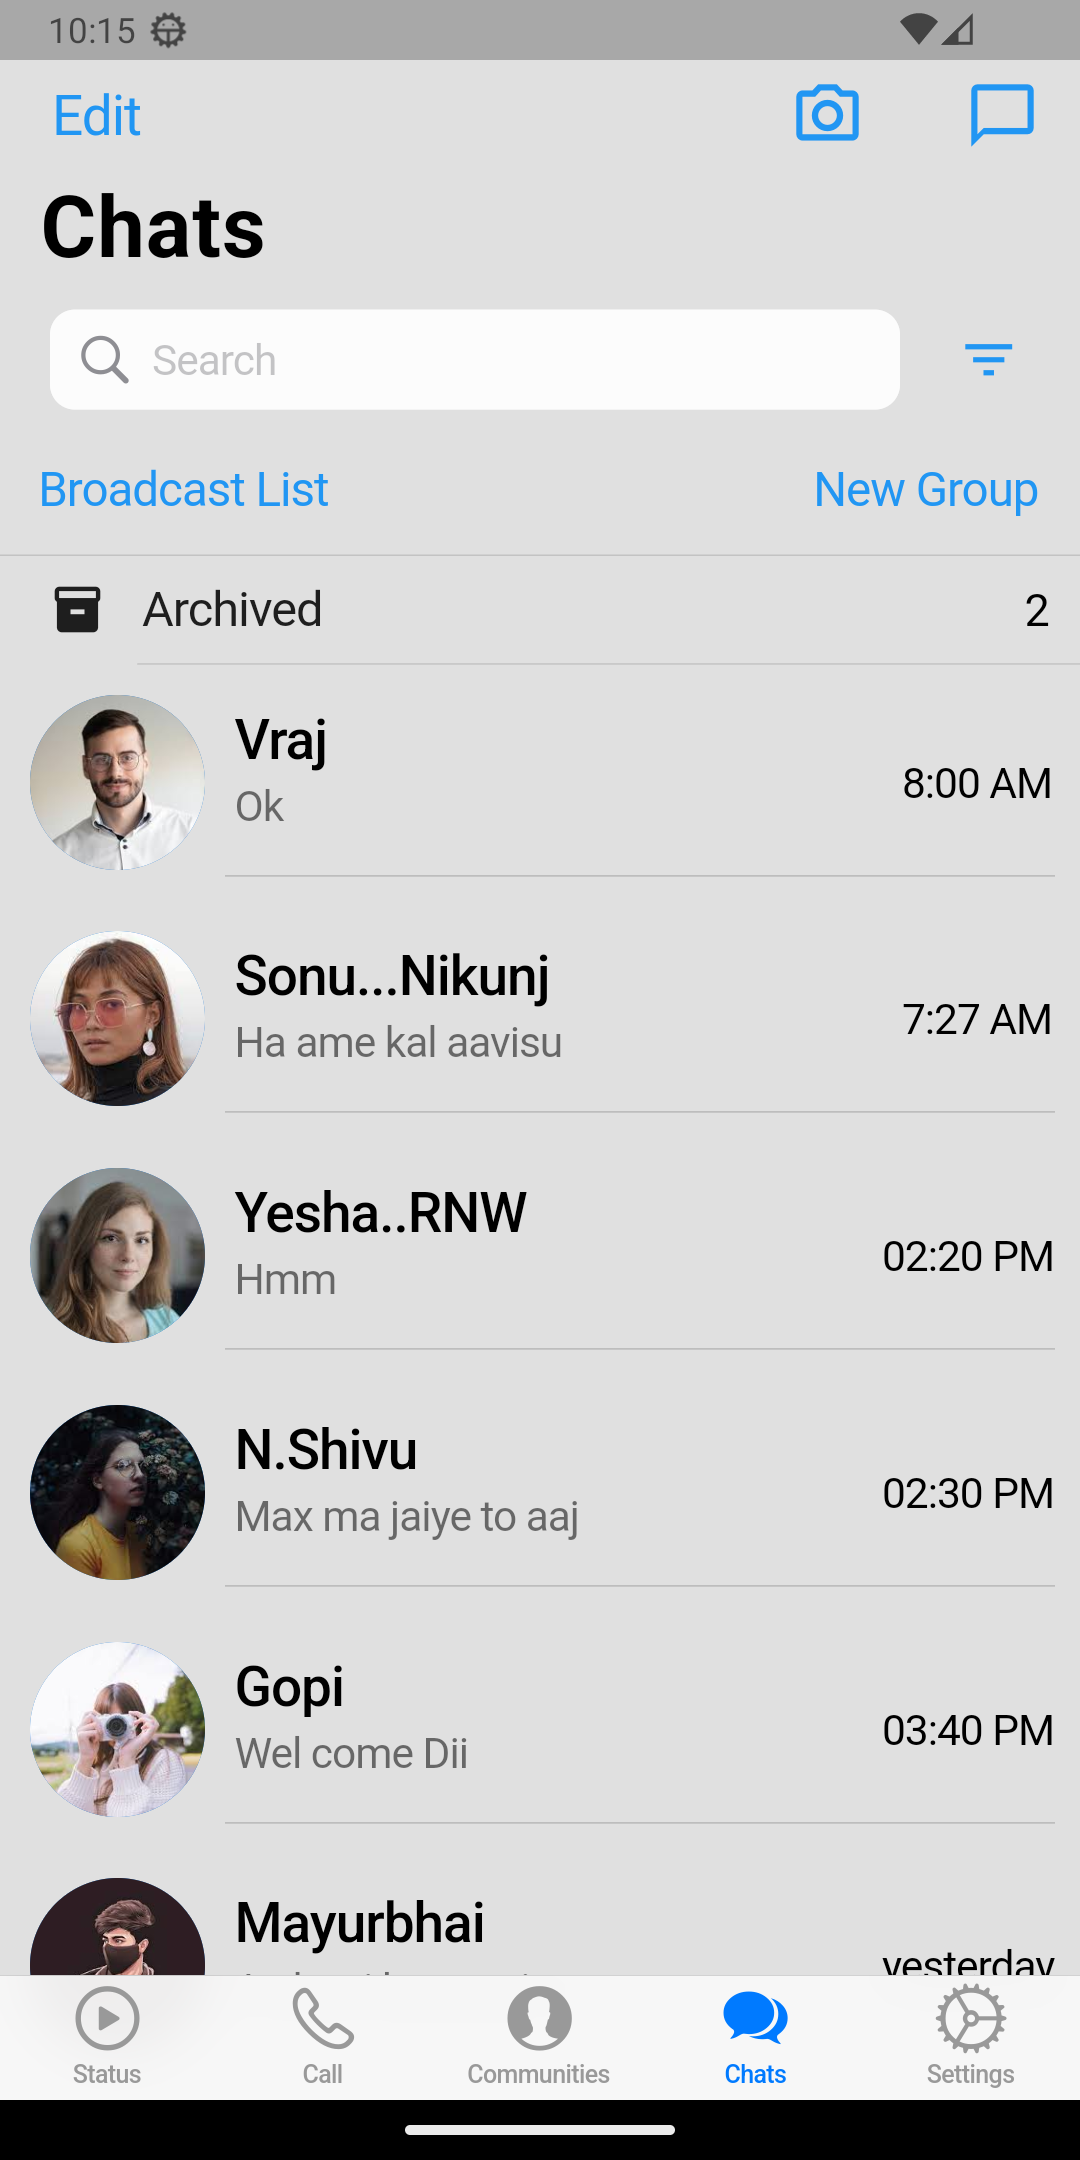 10:15
Edit
Chats
Search
Broadcast List
New Group
Archived
2
Vraj
Ok
8:00 AM
Sonu...Nikunj
Ha ame kal aavisu
7:27 AM
Yesha..RNW
Hmm
02:20 PM
N.Shivu
Max ma jaiye to aaj
02:30 PM
Gopi
Wel come Dii
03:40 PM
Mayurbhai
yesterday
Status
Call
Communities
Chats
Settings